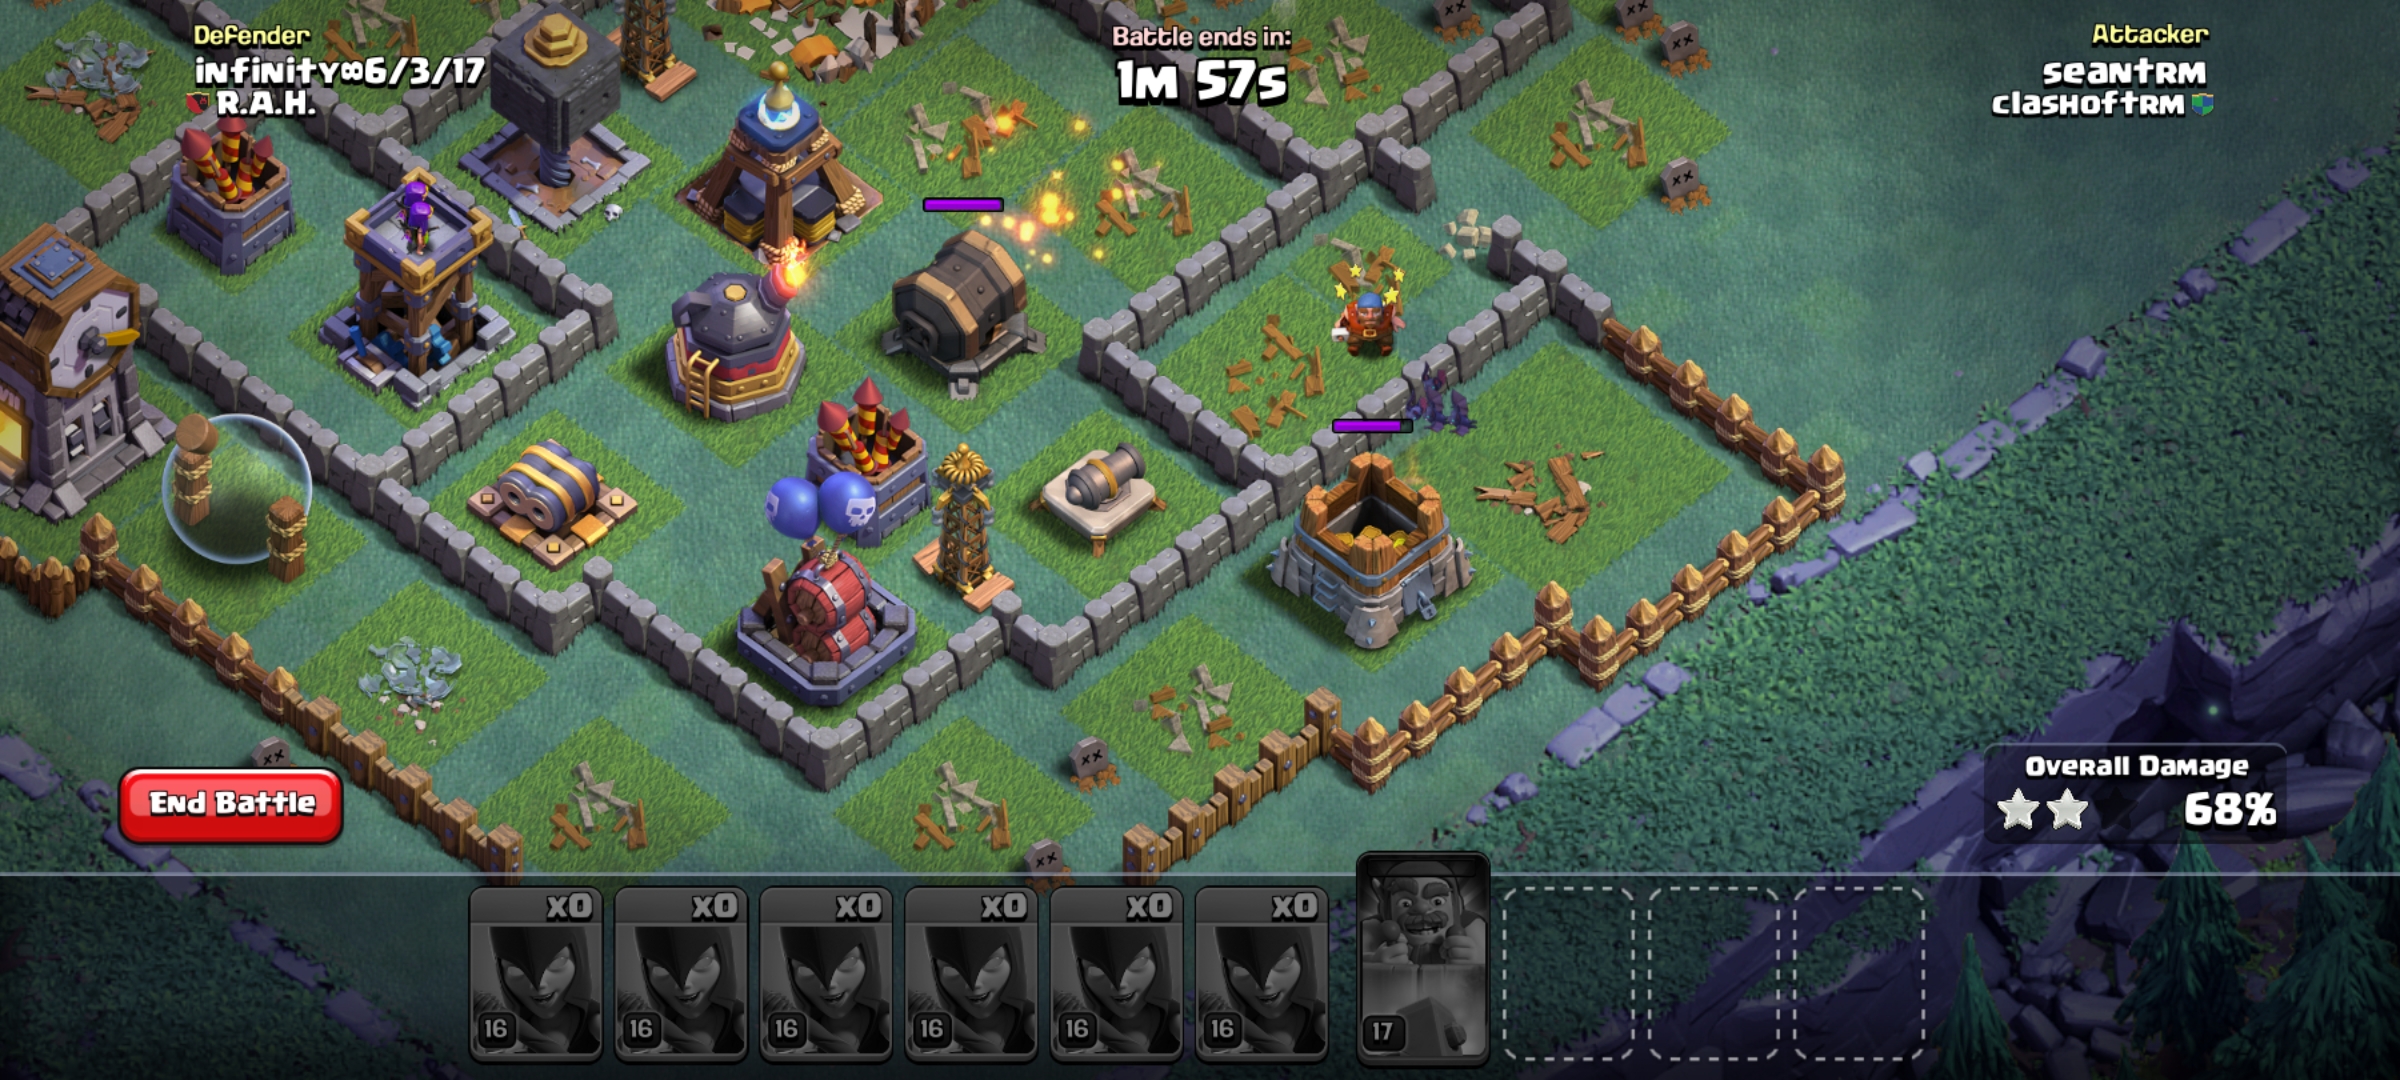 Defender
infinity∞6/3/17
R.A.H.
Battle ends in:
1M 57s
Attacker
seantRM
clashoftRM
End Battle
Overall Damage
68%
x0
x0
x0
x0
x0
x0
16
16
16
16
16
16
17